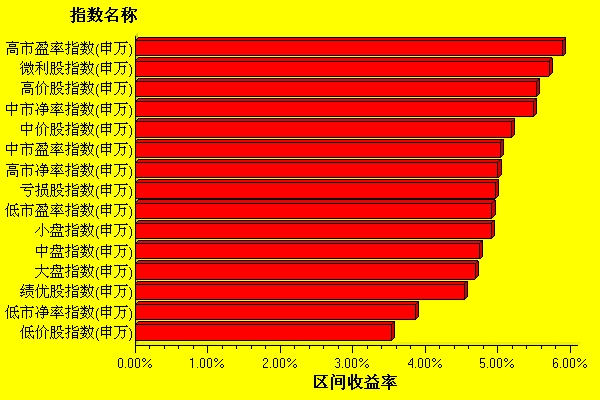 指数名称
高市盈率指数(申万)
微利股指数(申万)
高价股指数(申万)
中市净率指数(申万)
中价股指数(申万)
中市盈率指数(申万)
高市净率指数(申万)
亏损股指数(申万)
低市盈率指数(申万)
小盘指数(申万)
中盘指数(申万)
大盘指数(申万)
绩优股指数(申万)
低市净率指数(申万)
低价股指数(申万)
0.00% 1.00% 2.00% 3.00% 4.00% 5.00% 6.00%
区间收益率